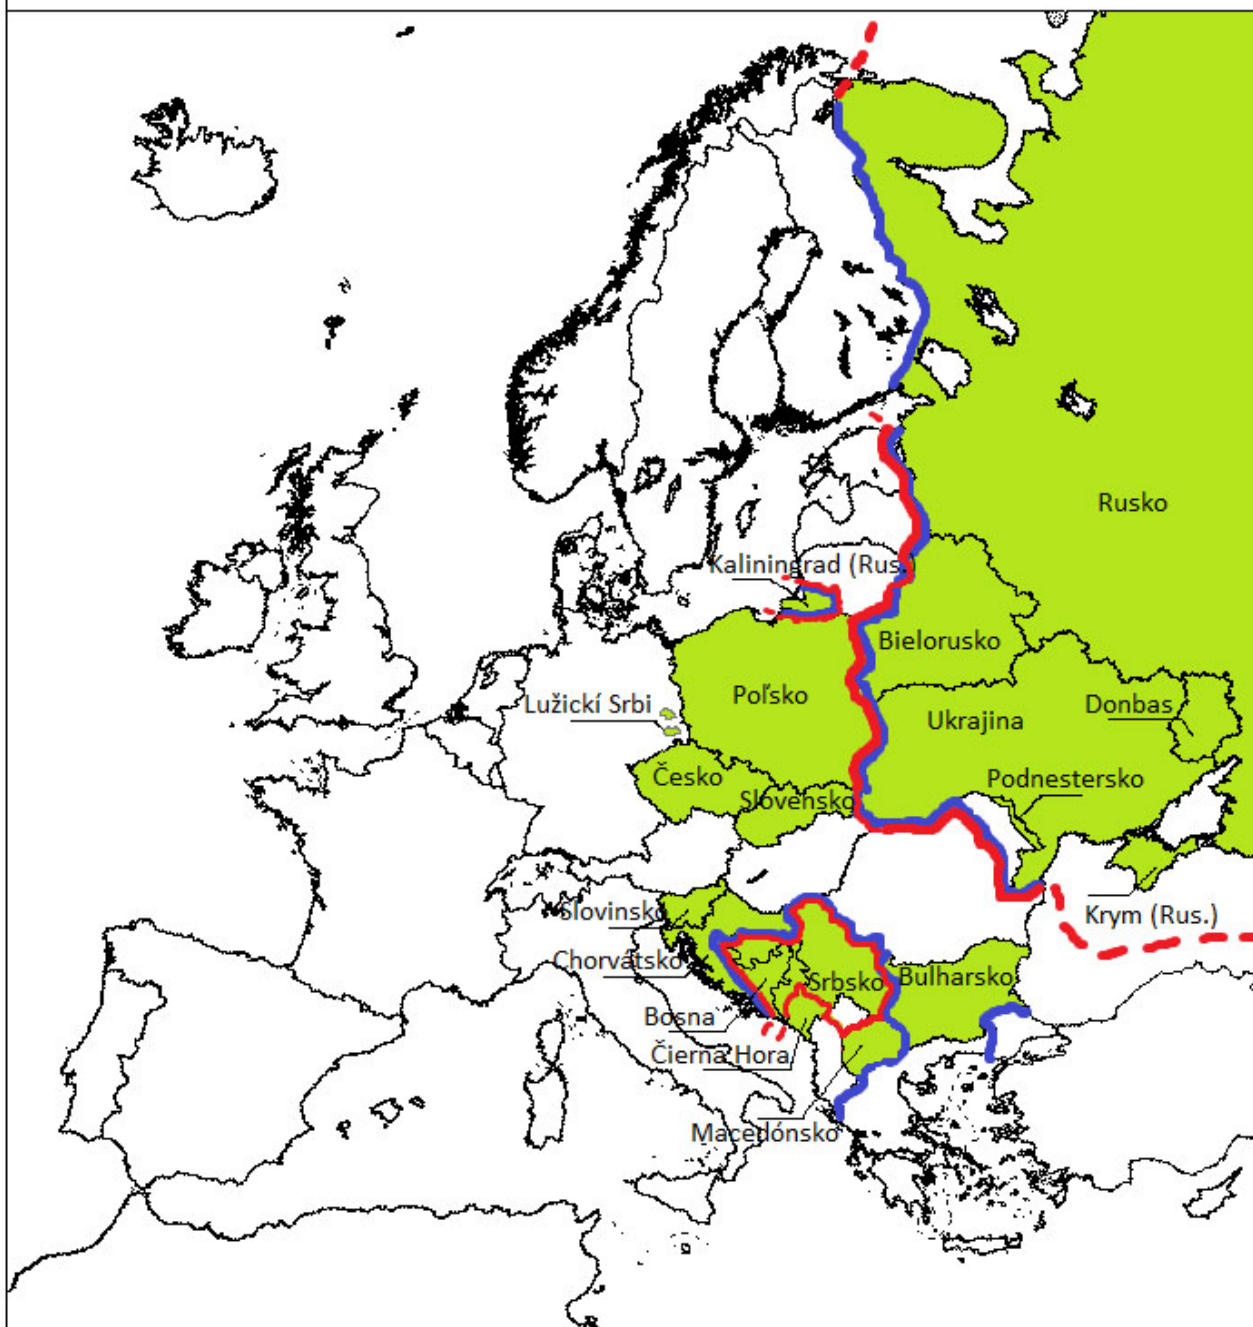 Rusko
Kaliningrad (Rus.)
Bielorusko
Poľsko
Lužickí Srbi
Ukrajina
Donbas
Česko
Podnestersko
Slovensko
Slovinsko
Krym (Rus.)
Chorvátsko
Srbsko
Bulharsko
Bosna
Čierna Hora
Macedónsko